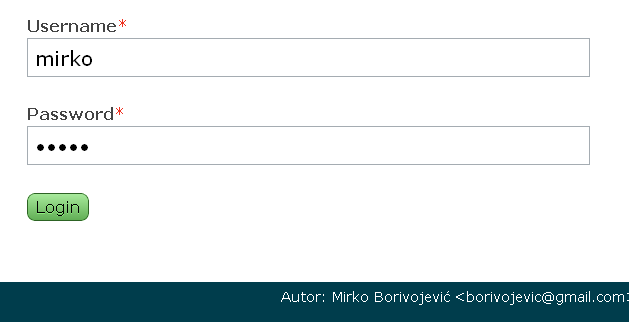 Username*
mirko
Password*
•••••
Login
Autor: Mirko Borivojević <borivojevic@gmail.com>